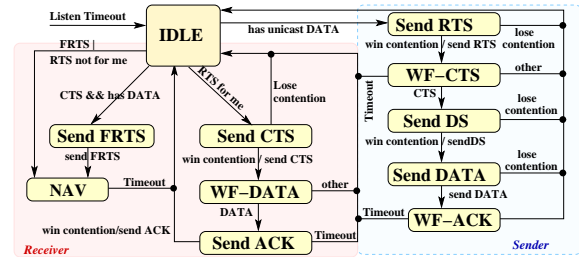 Listen Timeout
IDLE
has unicast DATA
Send RTS
lose
contention
FRTS |
RTS not for me
win contention / send RTS
WF-CTS
other
CTS && has DATA
RTS for me
Lose
contention
Timeout
CTS
Send DS
lose
contention
Send FRTS
Send CTS
win contention / sendDS
send FRTS
win contention / send CTS
lose
contention
Send DATA
NAV
Timeout
WF-DATA
other
send DATA
DATA
Timeout
WF-ACK
win contention/send ACK
Send ACK
Timeout
Receiver
Sender